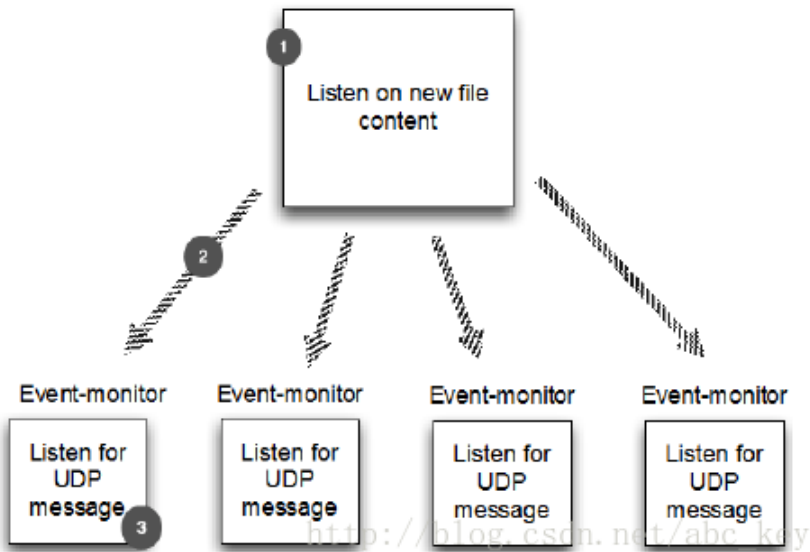 1
Listen on new file
content
2
Event-monitor
Event-monitor
Event-monitor
Event-monitor
Listen for
UDP
message
3
Listen for
UDP
message
Listen for
UDP
message
Listen for
UDP
message
http://blog.csdn.net/abc_key